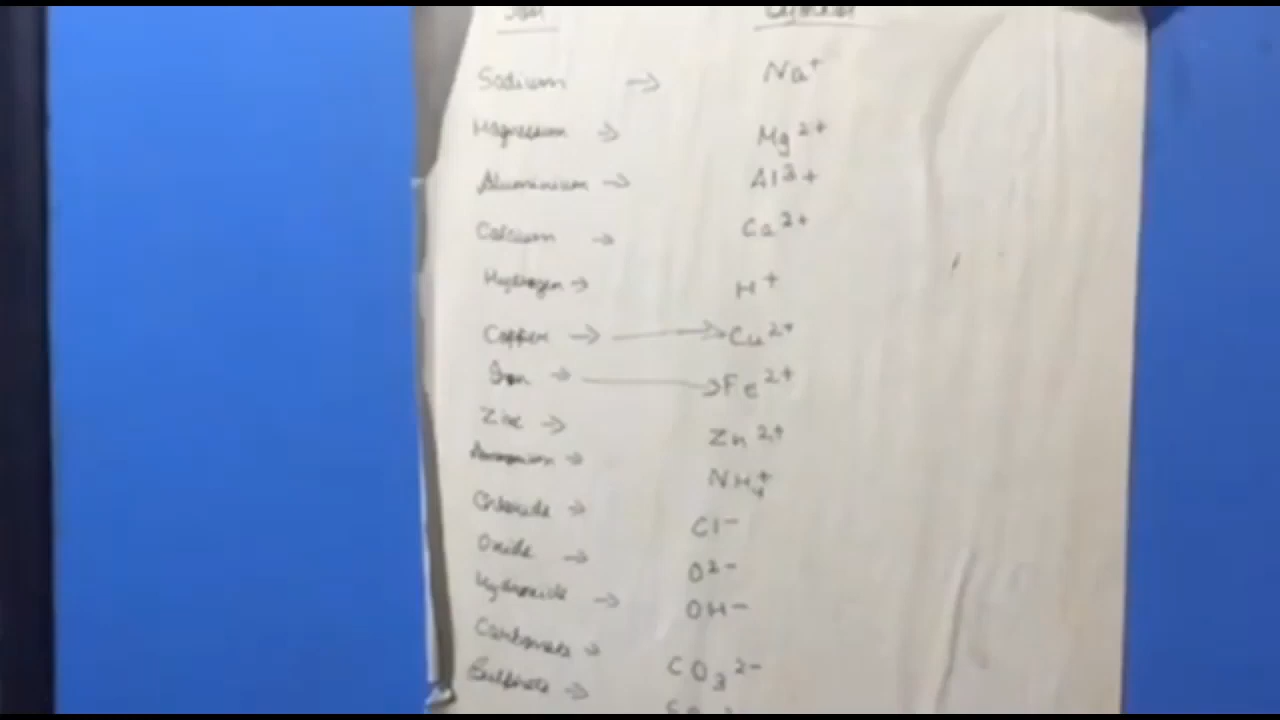 Sodium → Na⁺
Magnesium → Mg²⁺
Aluminium → Al³⁺
Calcium → Ca²⁺
Hydrogen → H⁺
Copper → → Cu²⁺
Iron → → Fe²⁺
Zinc → Zn²⁺
Ammonium → NH₄⁺
Chloride → Cl⁻
Oxide → O²⁻
Hydroxide → OH⁻
Carbonate → CO₃²⁻
Sulphate →